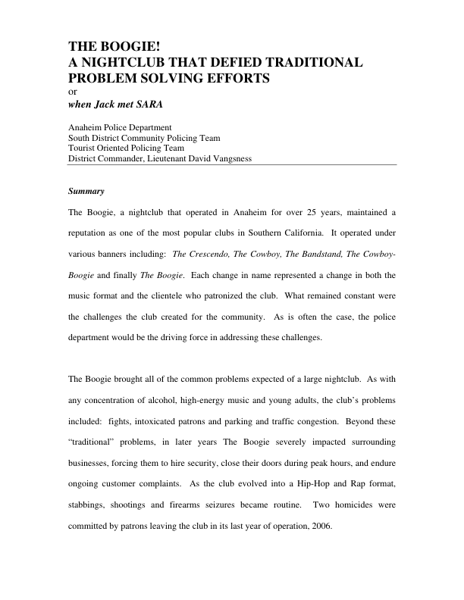 THE BOOGIE!
A NIGHTCLUB THAT DEFIED TRADITIONAL
PROBLEM SOLVING EFFORTS
or
when Jack met SARA
Anaheim Police Department
South District Community Policing Team
Tourist Oriented Policing Team
District Commander, Lieutenant David Vangsness
Summary
The Boogie, a nightclub that operated in Anaheim for over 25 years, maintained a
reputation as one of the most popular clubs in Southern California.  It operated under
various banners including:  The Crescendo, The Cowboy, The Bandstand, The Cowboy-
Boogie and finally The Boogie.  Each change in name represented a change in both the
music format and the clientele who patronized the club.  What remained constant were
the challenges the club created for the community.  As is often the case, the police
department would be the driving force in addressing these challenges.
The Boogie brought all of the common problems expected of a large nightclub.  As with
any concentration of alcohol, high-energy music and young adults, the club’s problems
included:  fights, intoxicated patrons and parking and traffic congestion.  Beyond these
“traditional” problems, in later years The Boogie severely impacted surrounding
businesses, forcing them to hire security, close their doors during peak hours, and endure
ongoing customer complaints.  As the club evolved into a Hip-Hop and Rap format,
stabbings, shootings and firearms seizures became routine.  Two homicides were
committed by patrons leaving the club in its last year of operation, 2006.